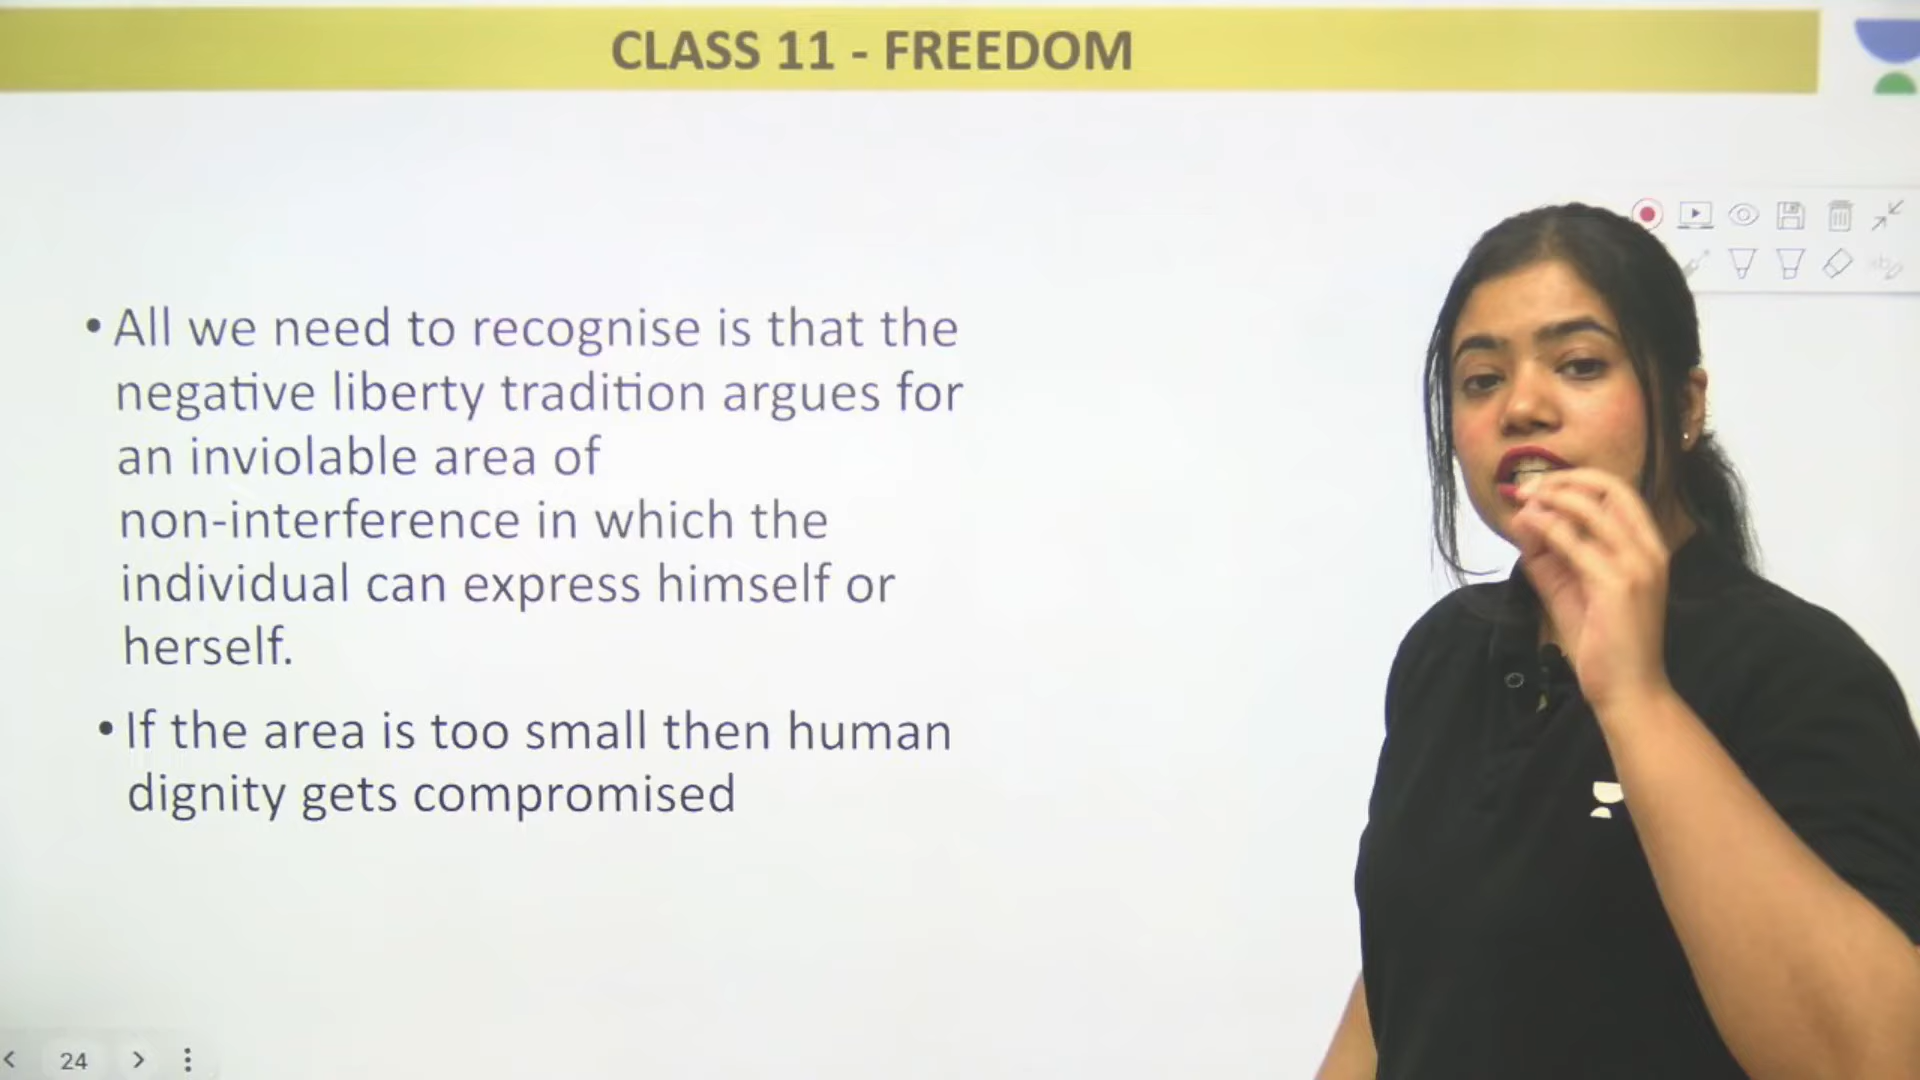 CLASS 11 - FREEDOM
• All we need to recognise is that the
negative liberty tradition argues for
an inviolable area of
non-interference in which the
individual can express himself or
herself.
• If the area is too small then human
dignity gets compromised
24